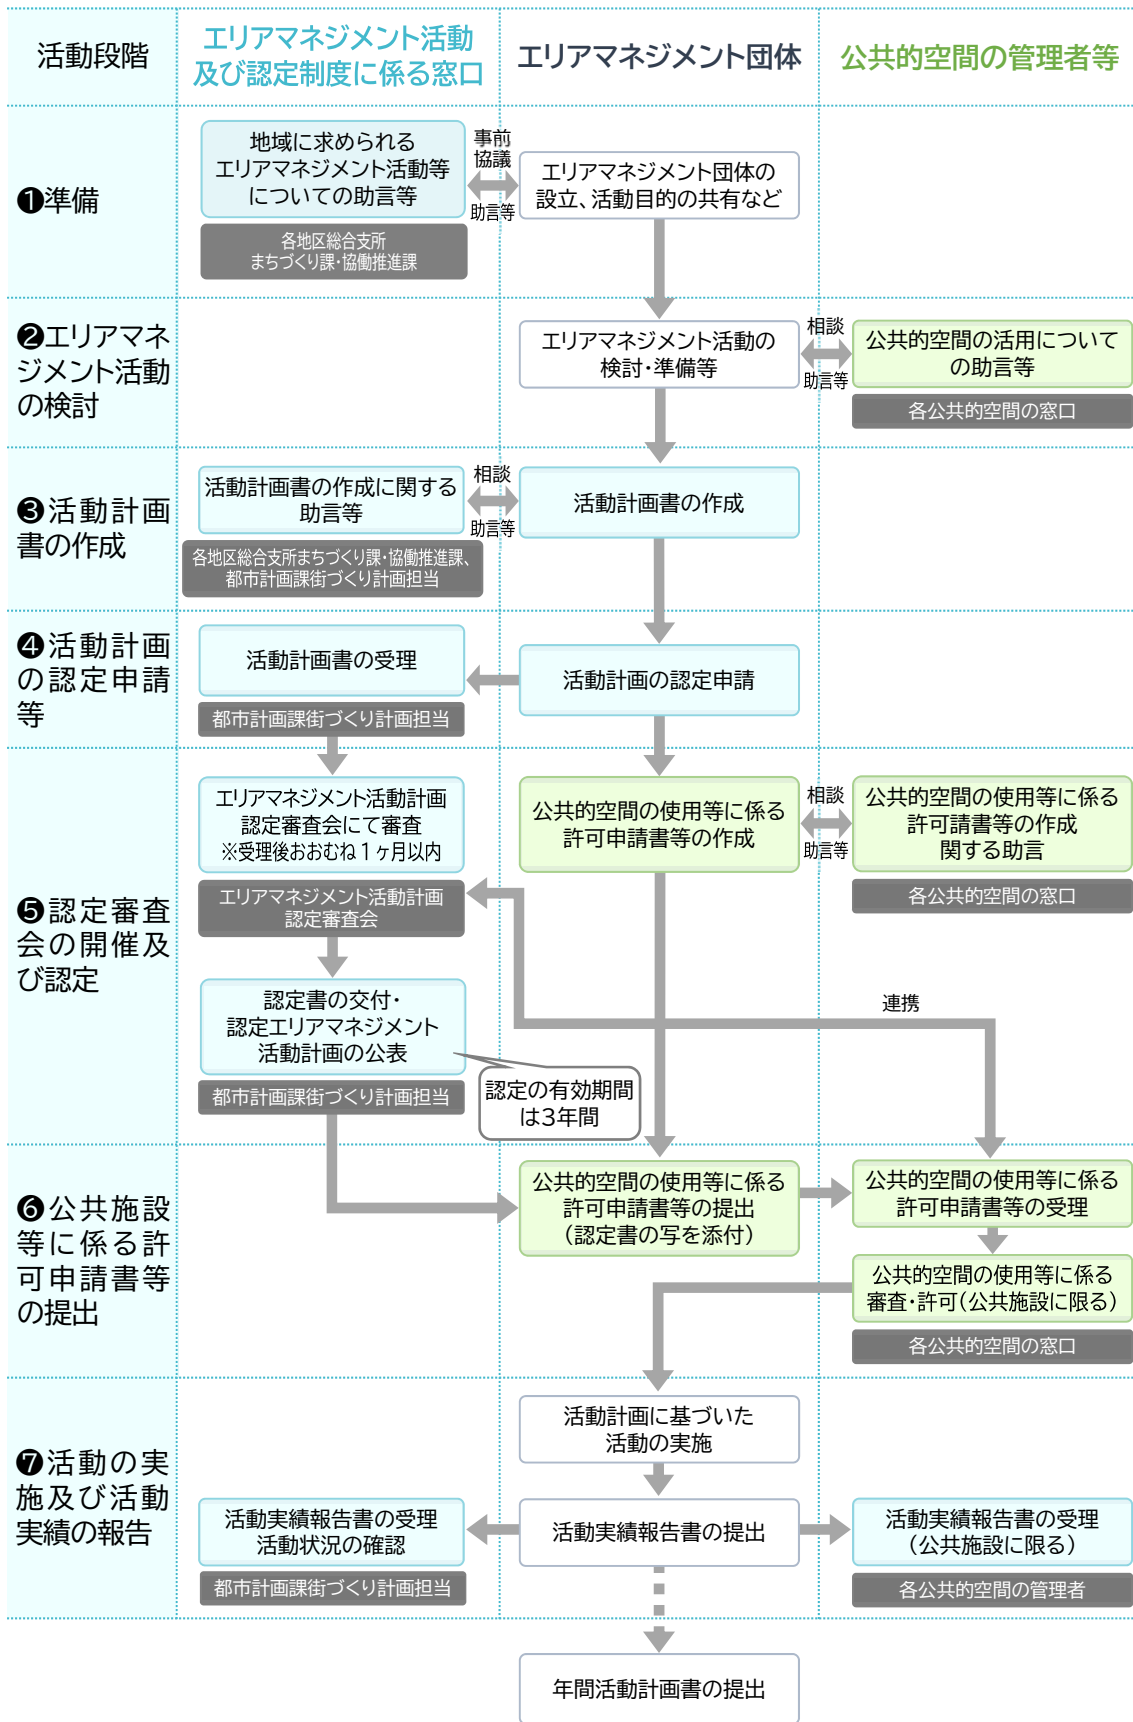 活動段階
エリアマネジメント活動
及び認定制度に係る窓口
エリアマネジメント団体
公共的空間の管理者等
❶準備
地域に求められる
エリアマネジメント活動等
についての助言等
各地区総合支所
まちづくり課・協働推進課
事前
協議
助言等
エリアマネジメント団体の
設立、活動目的の共有など
❷エリアマネ
ジメント活動
の検討
エリアマネジメント活動の
検討・準備等
相談
助言等
公共的空間の活用について
の助言等
各公共的空間の窓口
❸活動計画
書の作成
活動計画書の作成に関する
助言等
各地区総合支所まちづくり課・協働推進課、
都市計画課街づくり計画担当
相談
助言等
活動計画書の作成
❹活動計画
の認定申請
等
活動計画書の受理
都市計画課街づくり計画担当
活動計画の認定申請
❺認定審査
会の開催及
び認定
エリアマネジメント活動計画
認定審査会にて審査
※受理後おおむね1ヶ月以内
エリアマネジメント活動計画
認定審査会
公共的空間の使用等に係る
許可申請書等の作成
相談
助言等
公共的空間の使用等に係る
許可請書等の作成
関する助言
各公共的空間の窓口
連携
認定書の交付・
認定エリアマネジメント
活動計画の公表
都市計画課街づくり計画担当
認定の有効期間
は3年間
❻公共施設
等に係る許
可申請書等
の提出
公共的空間の使用等に係る
許可申請書等の提出
(認定書の写を添付)
公共的空間の使用等に係る
許可申請書等の受理
公共的空間の使用等に係る
審査・許可(公共施設に限る)
各公共的空間の窓口
❼活動の実
施及び活動
実績の報告
活動計画に基づいた
活動の実施
活動実績報告書の受理
活動状況の確認
都市計画課街づくり計画担当
活動実績報告書の提出
活動実績報告書の受理
(公共施設に限る)
各公共的空間の管理者
年間活動計画書の提出